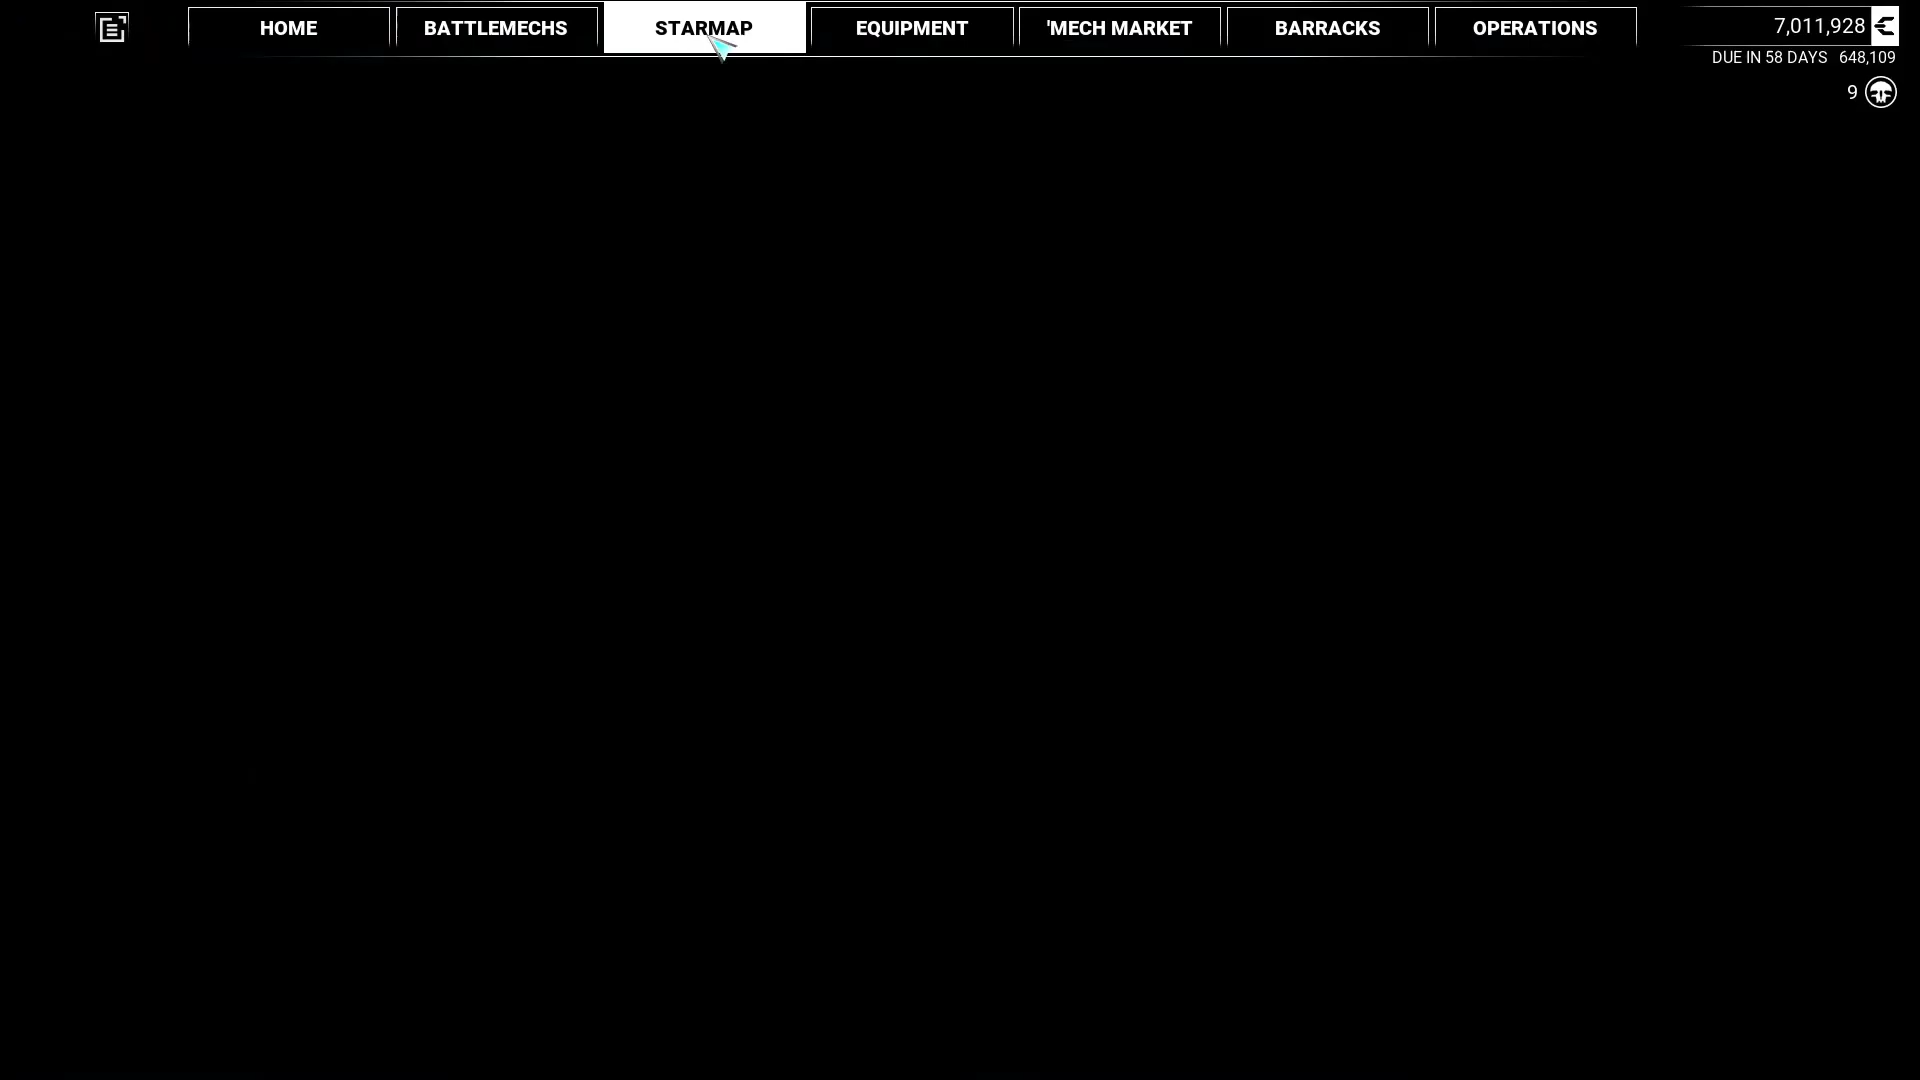 HOME
BATTLEMECHS
STARMAP
EQUIPMENT
'MECH MARKET
BARRACKS
OPERATIONS
7,011,928
DUE IN 58 DAYS 648,109
9